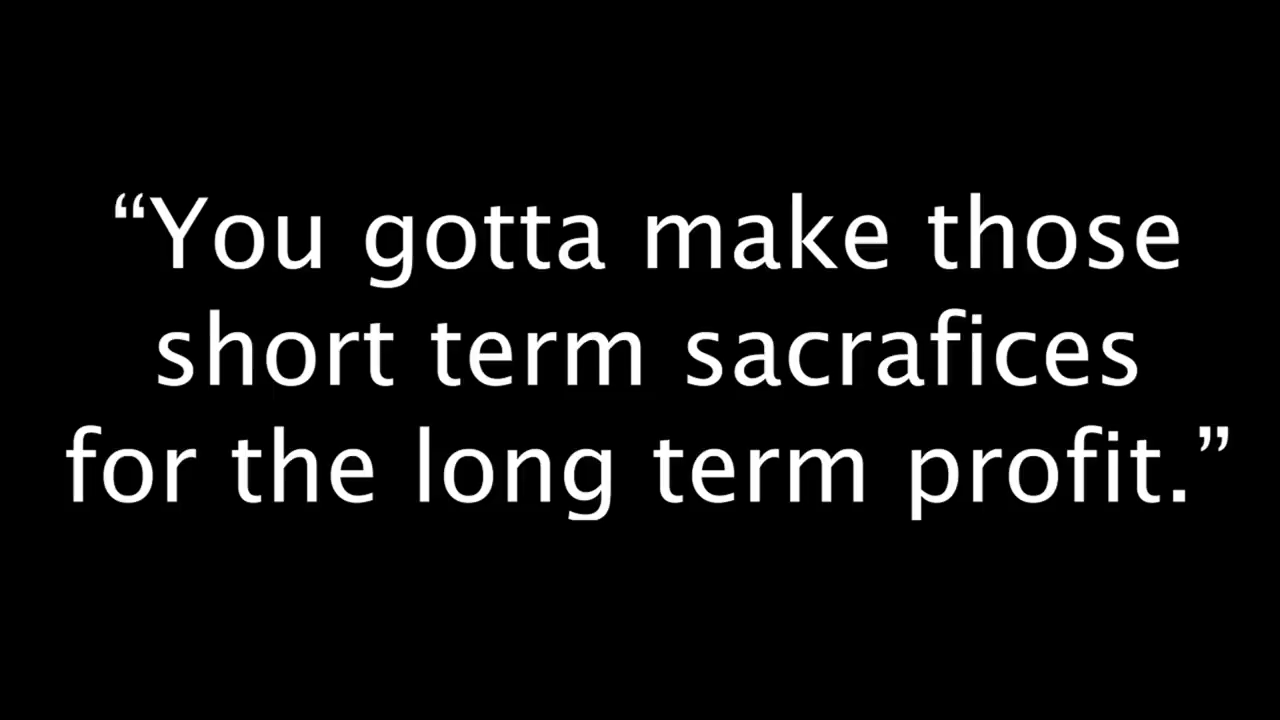 “You gotta make those
short term sacrafices
for the long term profit.”